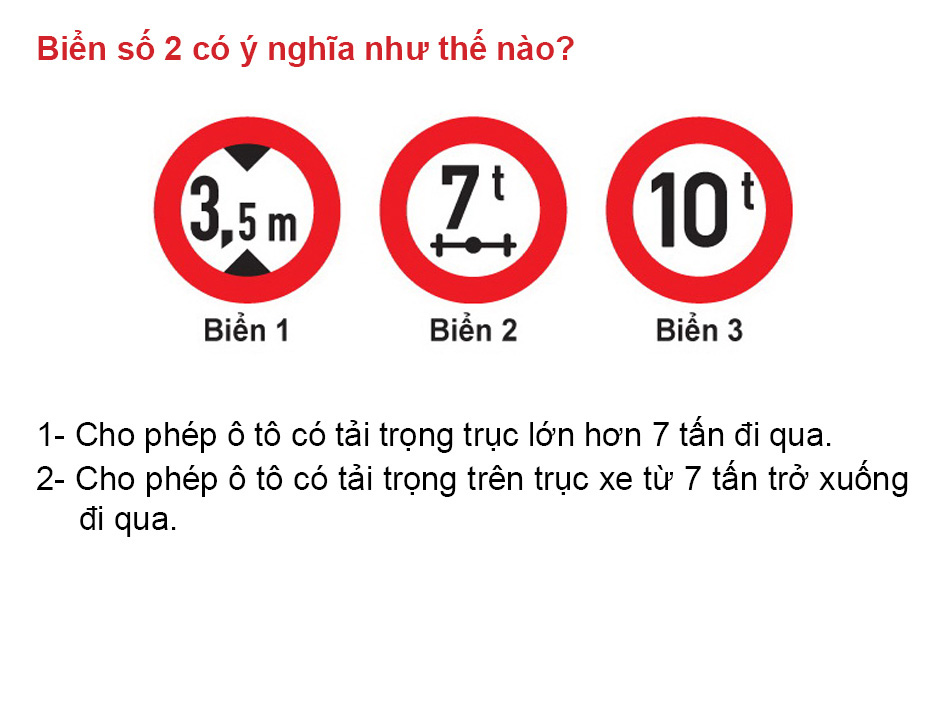 Biển số 2 có ý nghĩa như thế nào?
3,5 m
7 t
10 t
Biển 1
Biển 2
Biển 3
1- Cho phép ô tô có tải trọng trục lớn hơn 7 tấn đi qua.
2- Cho phép ô tô có tải trọng trên trục xe từ 7 tấn trở xuống
đi qua.